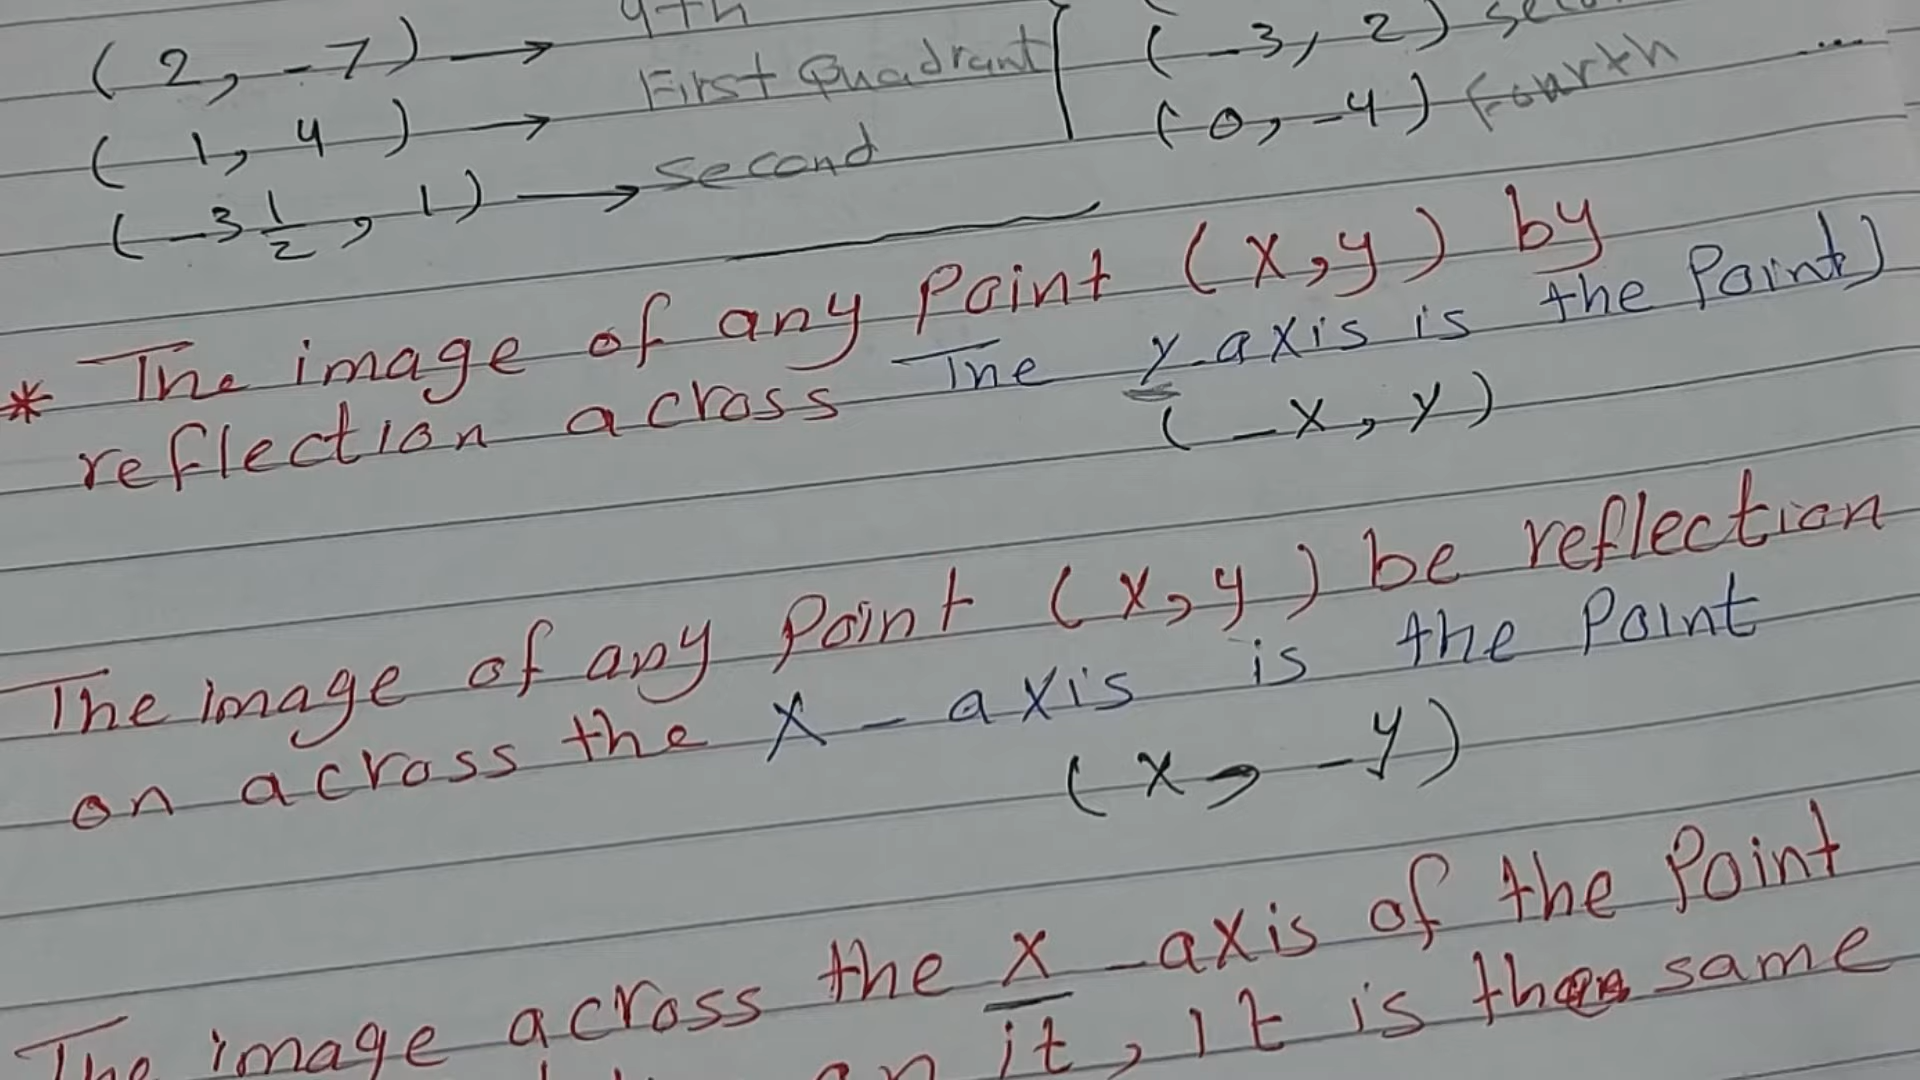 (2, -7) → 4th
(1, 4) → First Quadrant
(-3 1/2, 1) → second
(-3, 2)
(0, -4) fourth
* The image of any Point (x,y) by
reflection across The y axis is the Point)
(-x, y)
The image of any Point (x,y) be reflection
on across the x-axis is the Point
(x, -y)
The image across the x-axis of the Point
on it, it is the same